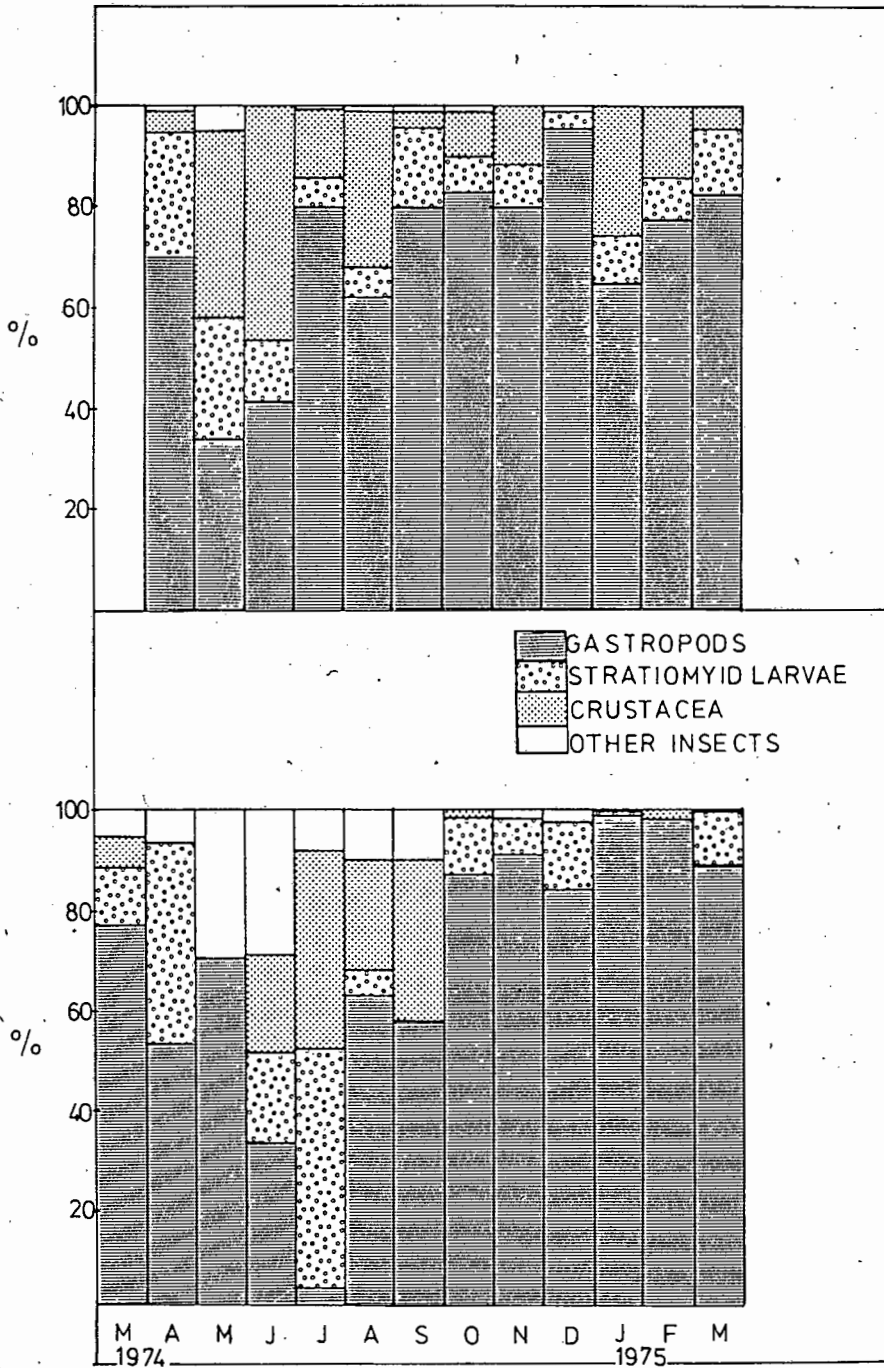 100
80
60
%
40
20
GASTROPODS
STRATIOMYID LARVAE
CRUSTACEA
OTHER INSECTS
100
80
60
%
40
20
M A M J J A S O N D J F M
1974 1975